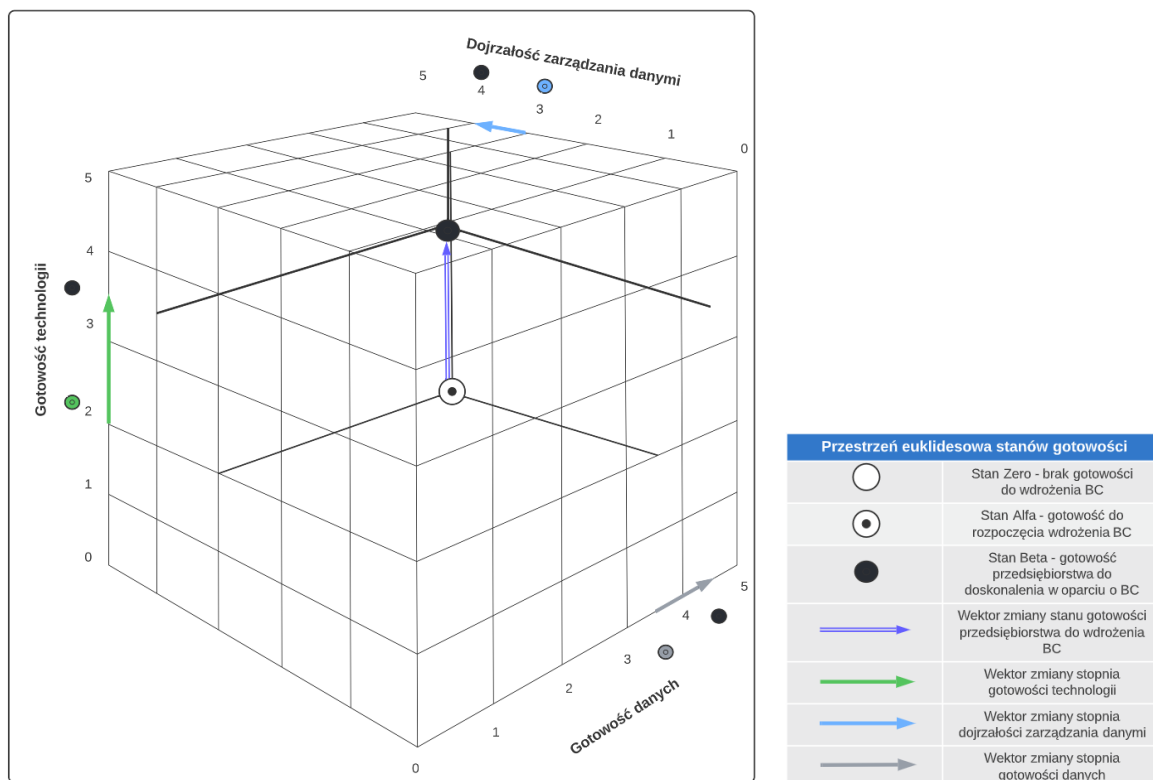 Dojrzałość zarządzania danymi
5
4
3
2
1
0
Gotowość technologii
5
4
3
2
1
0
5
4
3
2
1
0
Gotowość danych
Przestrzeń euklidesowa stanów gotowości
Stan Zero - brak gotowości
do wdrożenia BC
Stan Alfa - gotowość do
rozpoczęcia wdrożenia BC
Stan Beta - gotowość
przedsiębiorstwa do
doskonalenia w oparciu o BC
Wektor zmiany stanu gotowości
przedsiębiorstwa do wdrożenia
BC
Wektor zmiany stopnia
gotowości technologii
Wektor zmiany stopnia
dojrzałości zarządzania danymi
Wektor zmiany stopnia
gotowości danych